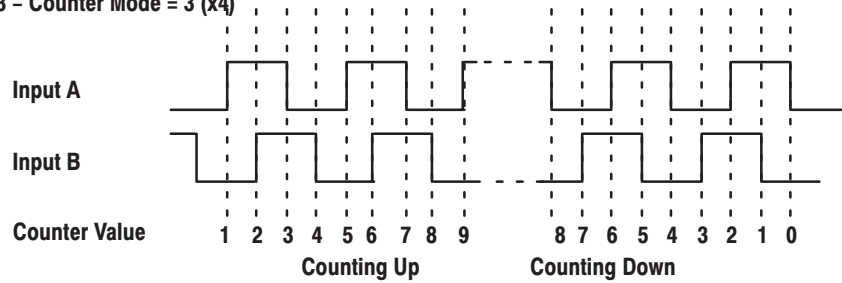 – Counter Mode = 3 (x4)
Input A
Input B
Counter Value 1 2 3 4 5 6 7 8 9 8 7 6 5 4 3 2 1 0
Counting Up Counting Down